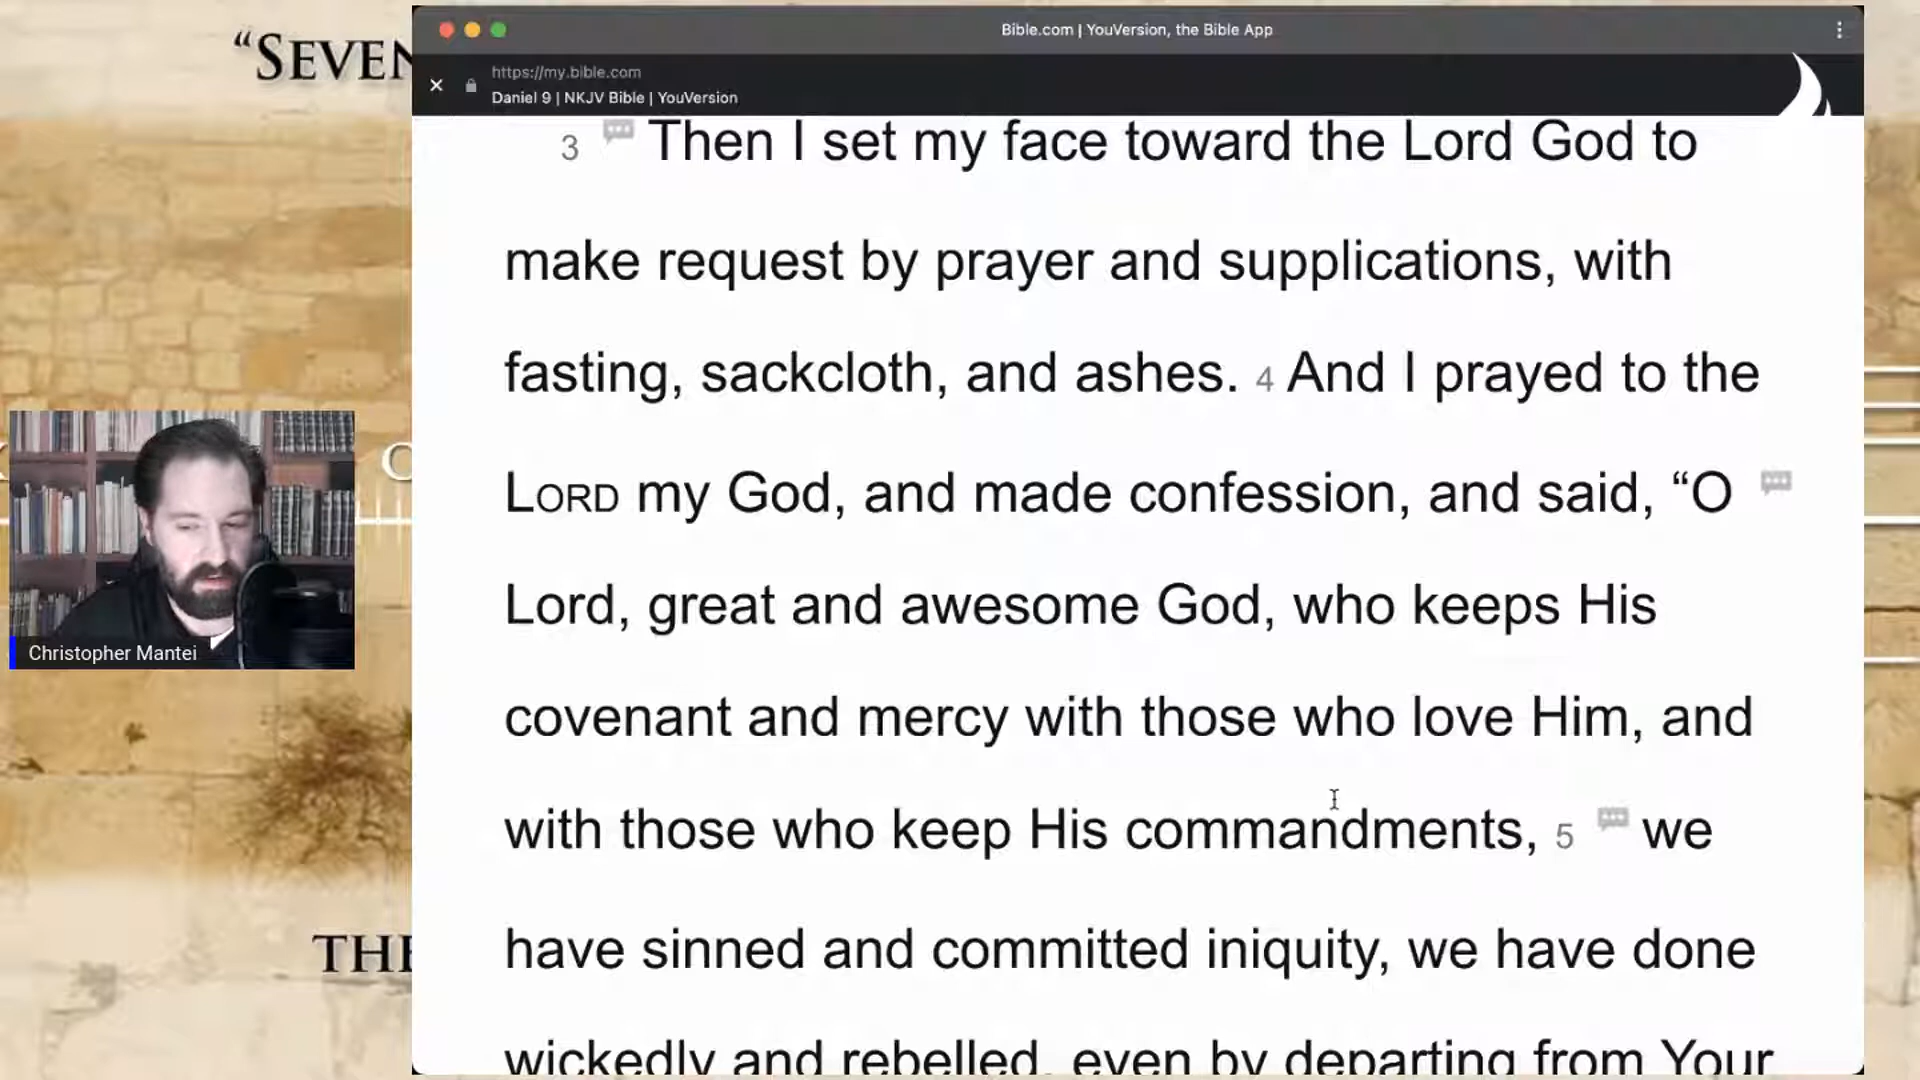 “SEVEN
Bible.com | YouVersion, the Bible App
https://my.bible.com
Daniel 9 | NKJV Bible | YouVersion
3 Then I set my face toward the Lord God to
make request by prayer and supplications, with
fasting, sackcloth, and ashes. 4 And I prayed to the
LORD my God, and made confession, and said, “O
Lord, great and awesome God, who keeps His
covenant and mercy with those who love Him, and
with those who keep His commandments, 5 we
have sinned and committed iniquity, we have done
wickedly and rebelled, even by departing from Your
Christopher Mantei
THE